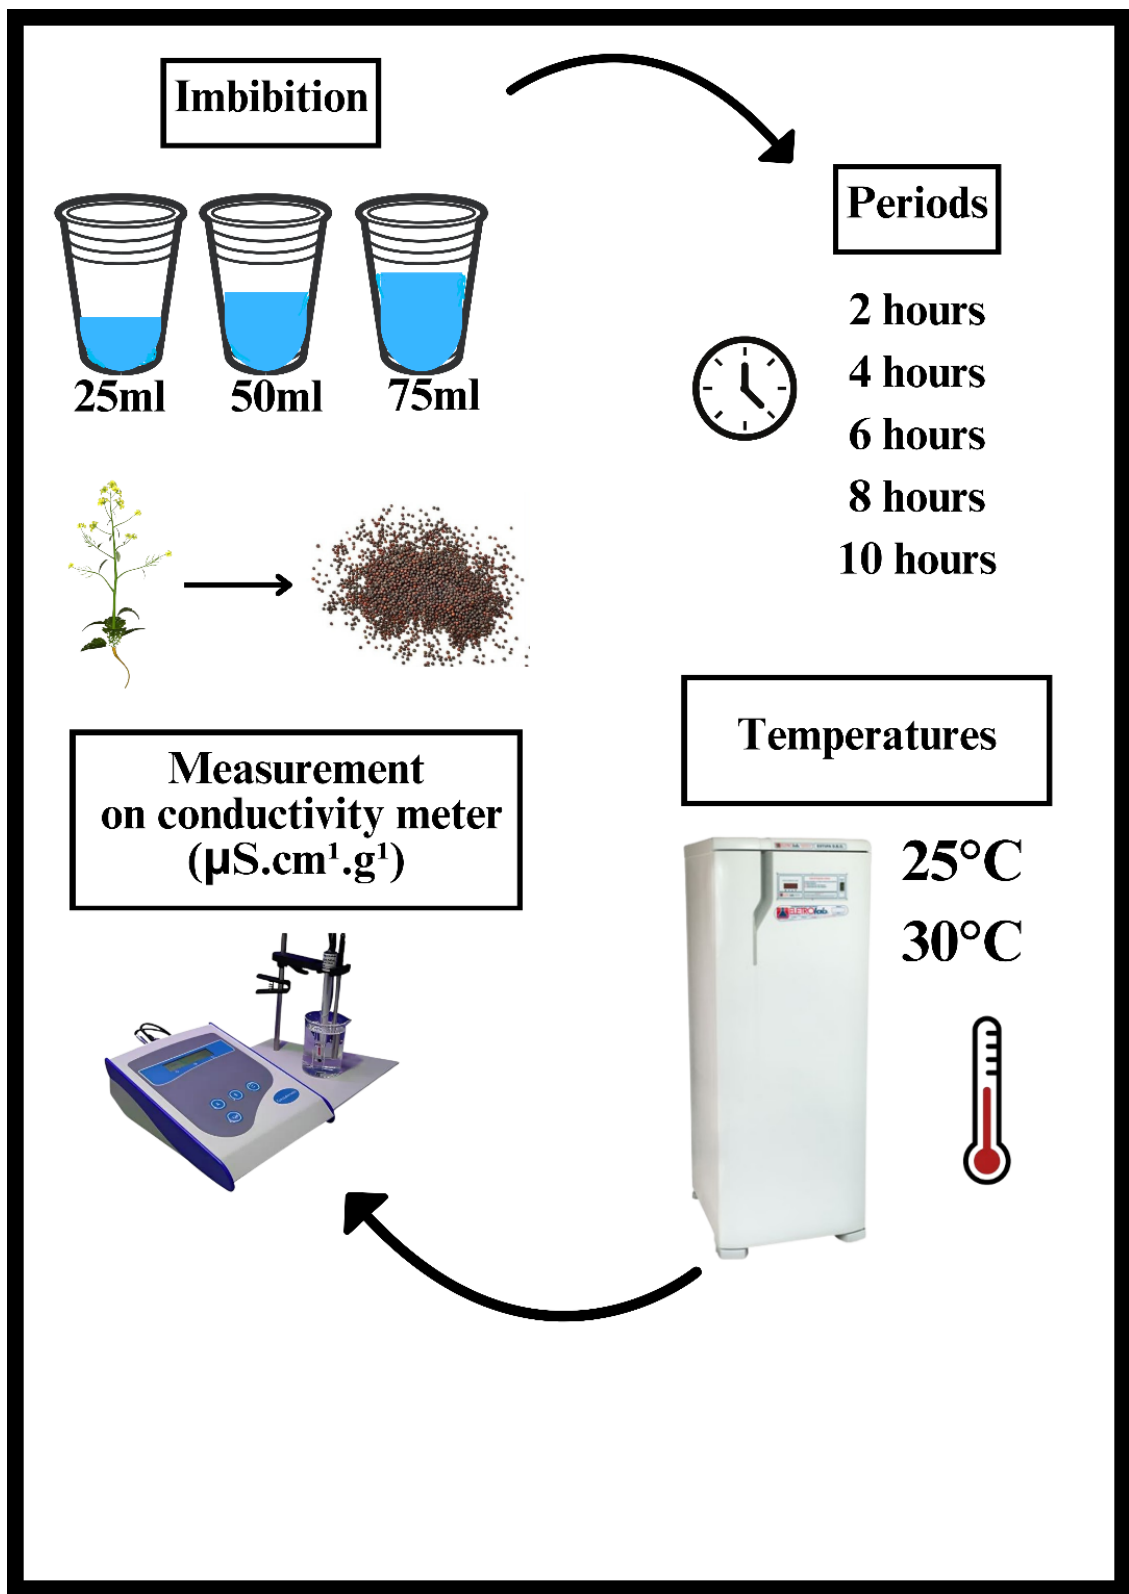 Imbibition
25ml
50ml
75ml
Periods
2 hours
4 hours
6 hours
8 hours
10 hours
Temperatures
25°C
30°C
Measurement
on conductivity meter
(µS.cm¹.g¹)